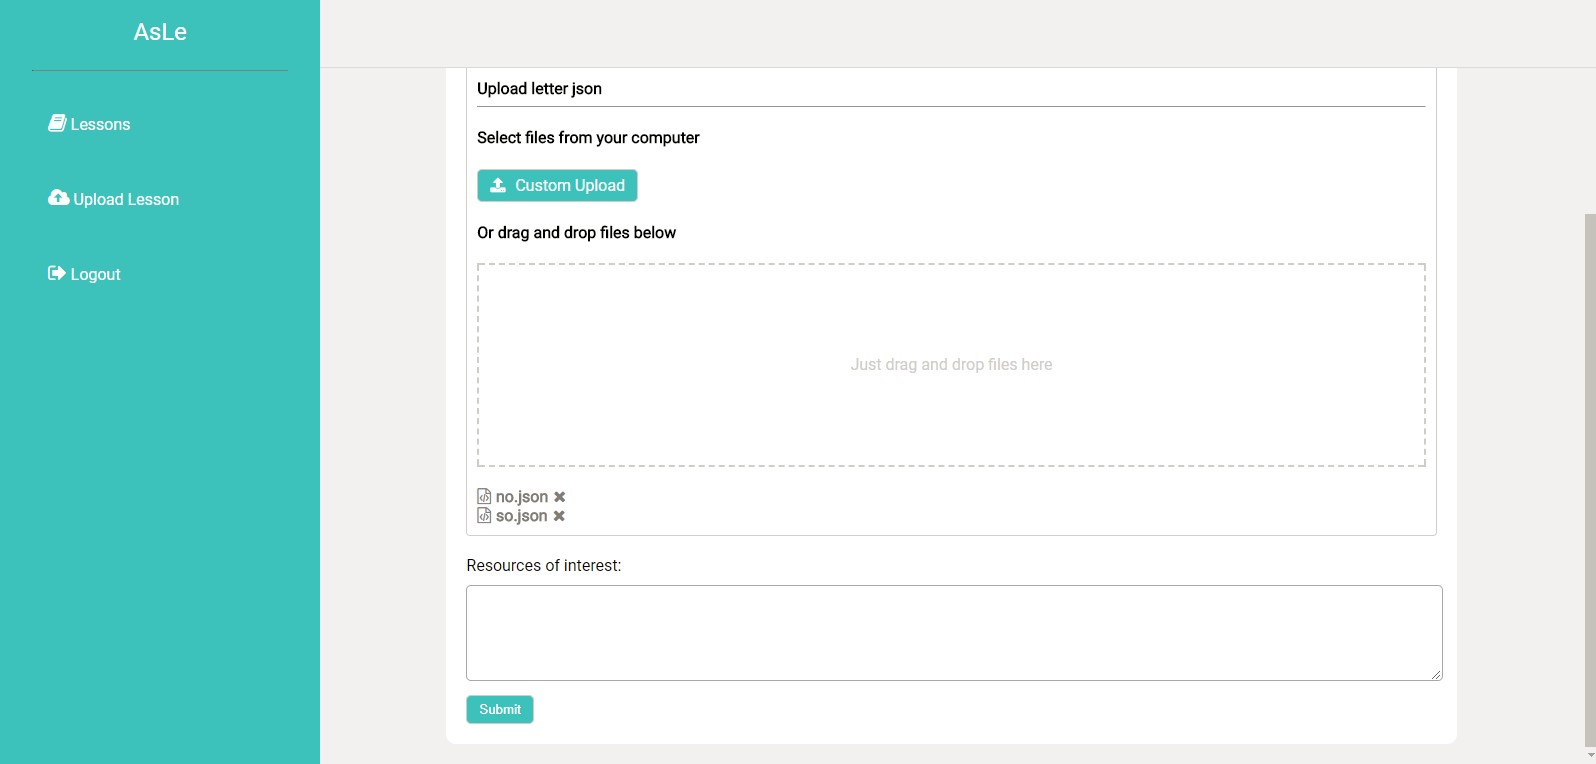 AsLe
Lessons
Upload Lesson
Logout
Upload letter json
Select files from your computer
Custom Upload
Or drag and drop files below
Just drag and drop files here
no.json
so.json
Resources of interest:
Submit